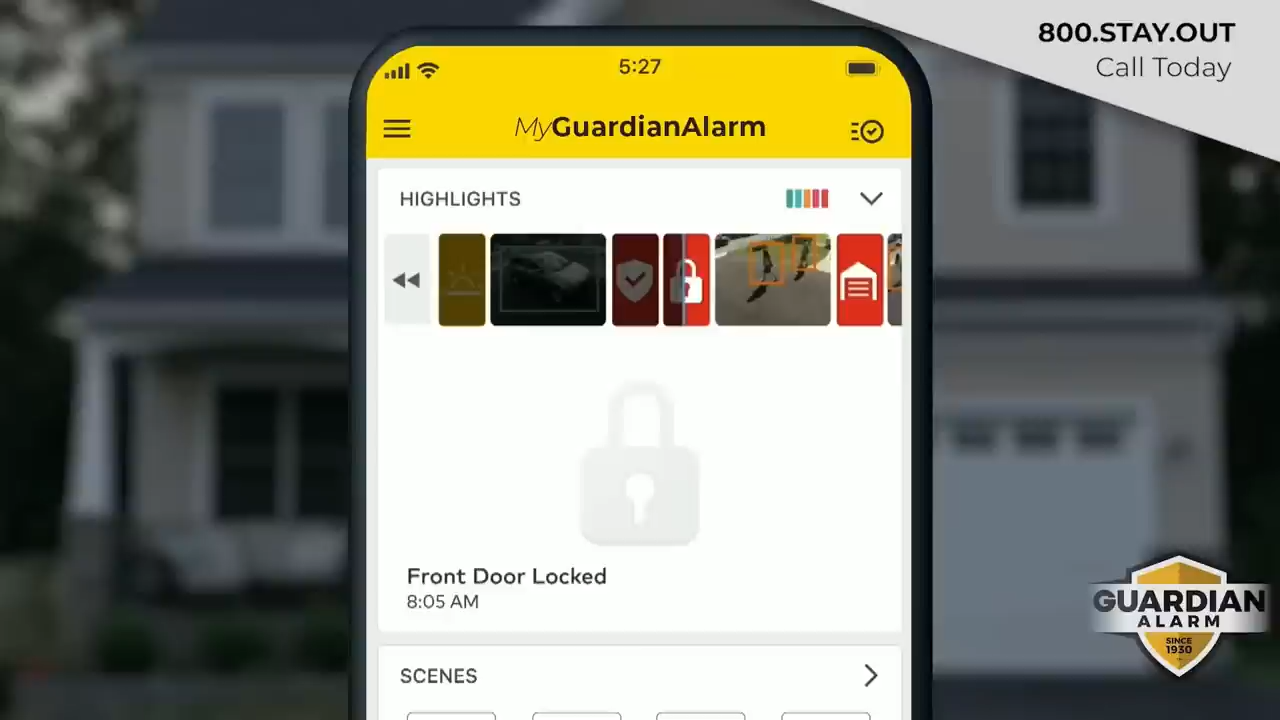 800.STAY.OUT
Call Today
5:27
MyGuardianAlarm
HIGHLIGHTS
Front Door Locked
8:05 AM
SCENES
GUARDIAN
ALARM
SINCE
1930